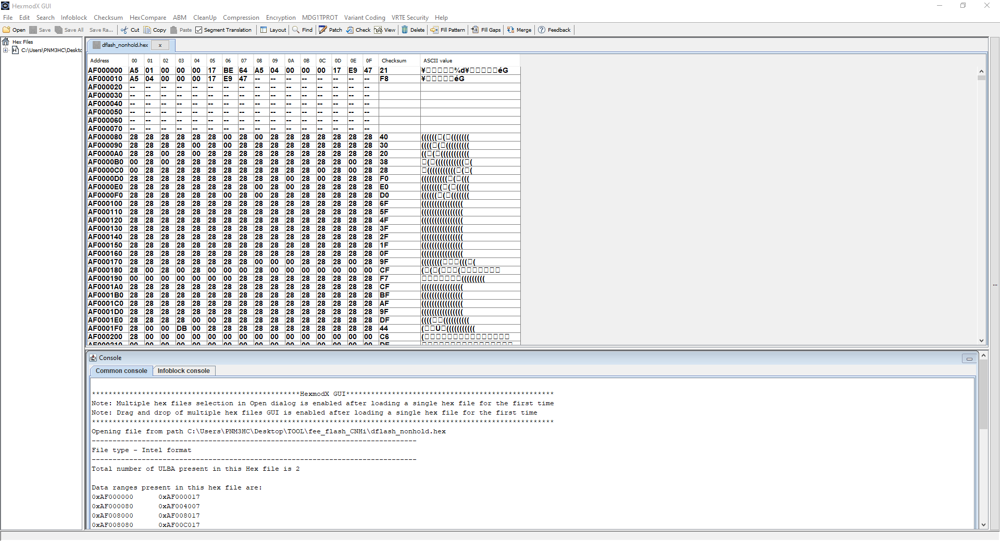 HexmodX GUI
File Edit Search Infoblock Checksum HexCompare ABM CleanUp Compression Encryption MDG1TPROT Variant Coding VRTE Security Help
Open Save Save All Save Ra... Cut Copy Paste Segment Translation Layout Find Patch Check View Delete Fill Pattern Fill Gaps Merge Feedback
Hex Files
C:\Users\PNM3HC\Deskto
dflash_nonhold.hex x
Address 00 01 02 03 04 05 06 07 08 09 0A 0B 0C 0D 0E 0F Checksum ASCII value
AF000000 A5 01 00 00 00 17 BE 64 A5 04 00 00 00 17 E9 47 21 ¥□□□□□¾d¥□□□□□éG
AF000010 A5 04 00 00 00 17 E9 47 -- -- -- -- -- -- -- -- F8 ¥□□□□□éG
AF000020 -- -- -- -- -- -- -- -- -- -- -- -- -- -- -- --
AF000030 -- -- -- -- -- -- -- -- -- -- -- -- -- -- -- --
AF000040 -- -- -- -- -- -- -- -- -- -- -- -- -- -- -- --
AF000050 -- -- -- -- -- -- -- -- -- -- -- -- -- -- -- --
AF000060 -- -- -- -- -- -- -- -- -- -- -- -- -- -- -- --
AF000070 -- -- -- -- -- -- -- -- -- -- -- -- -- -- -- --
AF000080 28 28 28 28 28 28 00 28 00 28 28 28 28 28 28 28 40 ((((((□(□(((((((
AF000090 28 28 28 28 00 28 00 28 28 28 28 28 28 28 28 28 30 ((((□(□(((((((((
AF0000A0 28 28 00 28 00 28 28 28 28 28 28 28 28 28 28 28 20 ((□(□(((((((((((
AF0000B0 00 28 00 28 28 28 28 28 28 28 28 28 28 28 00 28 38 □(□(((((((((((□(
AF0000C0 00 28 28 28 28 28 28 28 28 28 28 28 00 28 00 28 28 □(((((((((((□(□(
AF0000D0 28 28 28 28 28 28 28 28 28 28 00 28 00 28 28 28 F0 ((((((((((□(□(((
AF0000E0 28 28 28 28 28 28 28 28 00 28 00 28 28 28 28 28 E0 ((((((((□(□(((((
AF0000F0 28 28 28 28 28 28 00 28 00 28 28 28 28 28 28 28 D0 ((((((□(□(((((((
AF000100 28 28 28 28 28 28 28 28 28 28 28 28 28 28 28 28 6F ((((((((((((((((
AF000110 28 28 28 28 28 28 28 28 28 28 28 28 28 28 28 28 5F ((((((((((((((((
AF000120 28 28 28 28 28 28 28 28 28 28 28 28 28 28 28 28 4F ((((((((((((((((
AF000130 28 28 28 28 28 28 28 28 28 28 28 28 28 28 28 28 3F ((((((((((((((((
AF000140 28 28 28 28 28 28 28 28 28 28 28 28 28 28 28 28 2F ((((((((((((((((
AF000150 28 28 28 28 28 28 28 28 28 28 28 28 28 28 28 28 1F ((((((((((((((((
AF000160 28 28 28 28 28 28 28 28 28 28 28 28 28 28 28 28 0F ((((((((((((((((
AF000170 28 28 28 28 28 28 28 28 00 00 00 28 28 28 00 28 9F ((((((((□□□(((□(
AF000180 28 00 28 00 28 00 00 00 28 00 00 00 00 00 00 00 CF (□(□(□□□(□□□□□□□
AF000190 00 00 00 00 00 00 00 28 28 28 28 28 28 28 28 28 F7 □□□□□□□(((((((((
AF0001A0 28 28 28 28 28 28 28 28 28 28 28 28 28 28 28 28 CF ((((((((((((((((
AF0001B0 28 28 28 28 28 28 28 28 28 28 28 28 28 28 28 28 BF ((((((((((((((((
AF0001C0 28 28 28 28 28 28 28 28 28 28 28 28 28 28 28 28 AF ((((((((((((((((
AF0001D0 28 28 28 28 28 28 28 28 28 28 28 28 28 28 28 28 9F ((((((((((((((((
AF0001E0 28 28 28 28 00 00 28 28 28 28 28 28 28 28 28 28 DF ((((□□((((((((((
AF0001F0 28 00 00 DB 00 28 28 28 28 28 28 28 28 28 28 28 44 (□□Û□(((((((((((
AF000200 28 00 00 00 00 00 00 00 00 00 00 00 00 00 00 00 C6 (□□□□□□□□□□□□□□□
AF000210 00 00 00 00 00 00 00 00 00 00 00 00 00 00 00 00 DE □□□□□□□□□□□□□□□□
Console
Common console Infoblock console
**************************************************HexmodX GUI**************************************************
Note: Multiple hex files selection in Open dialog is enabled after loading a single hex file for the first time
Note: Drag and drop of multiple hex files GUI is enabled after loading a single hex file for the first time
***************************************************************************************************************
Opening file from path C:\Users\PNM3HC\Desktop\TOOL\fee_flash_CNHi\dflash_nonhold.hex
------------------------------------------------------------------------------
File type - Intel format
------------------------------------------------------------------------------
Total number of ULBA present in this Hex file is 2
Data ranges present in this hex file are:
0xAF000000 0xAF000017
0xAF000080 0xAF004007
0xAF008000 0xAF008017
0xAF008080 0xAF00C017